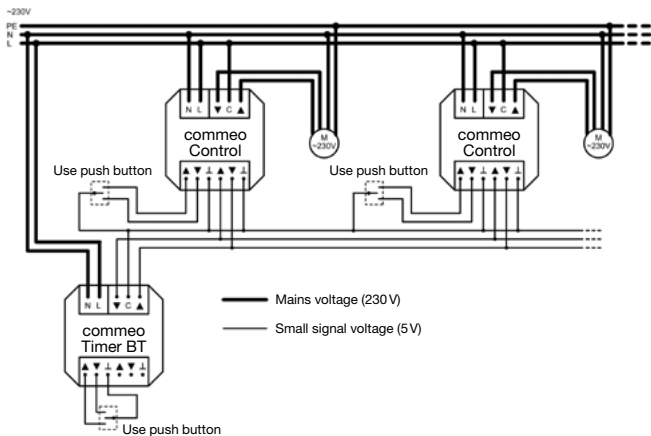 ~230V
PE
N
L
N L ▼ C ▲
commeo
Control
▲ ▼ ⊥ ▲ ▼ ⊥
M
~230V
Use push button
N L ▼ C ▲
commeo
Control
▲ ▼ ⊥ ▲ ▼ ⊥
M
~230V
Use push button
N L ▼ C ▲
commeo
Timer BT
▲ ▼ ⊥ ▲ ▼ ⊥
Use push button
Mains voltage (230 V)
Small signal voltage (5 V)